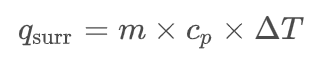 q_surr = m × c_p × ΔT